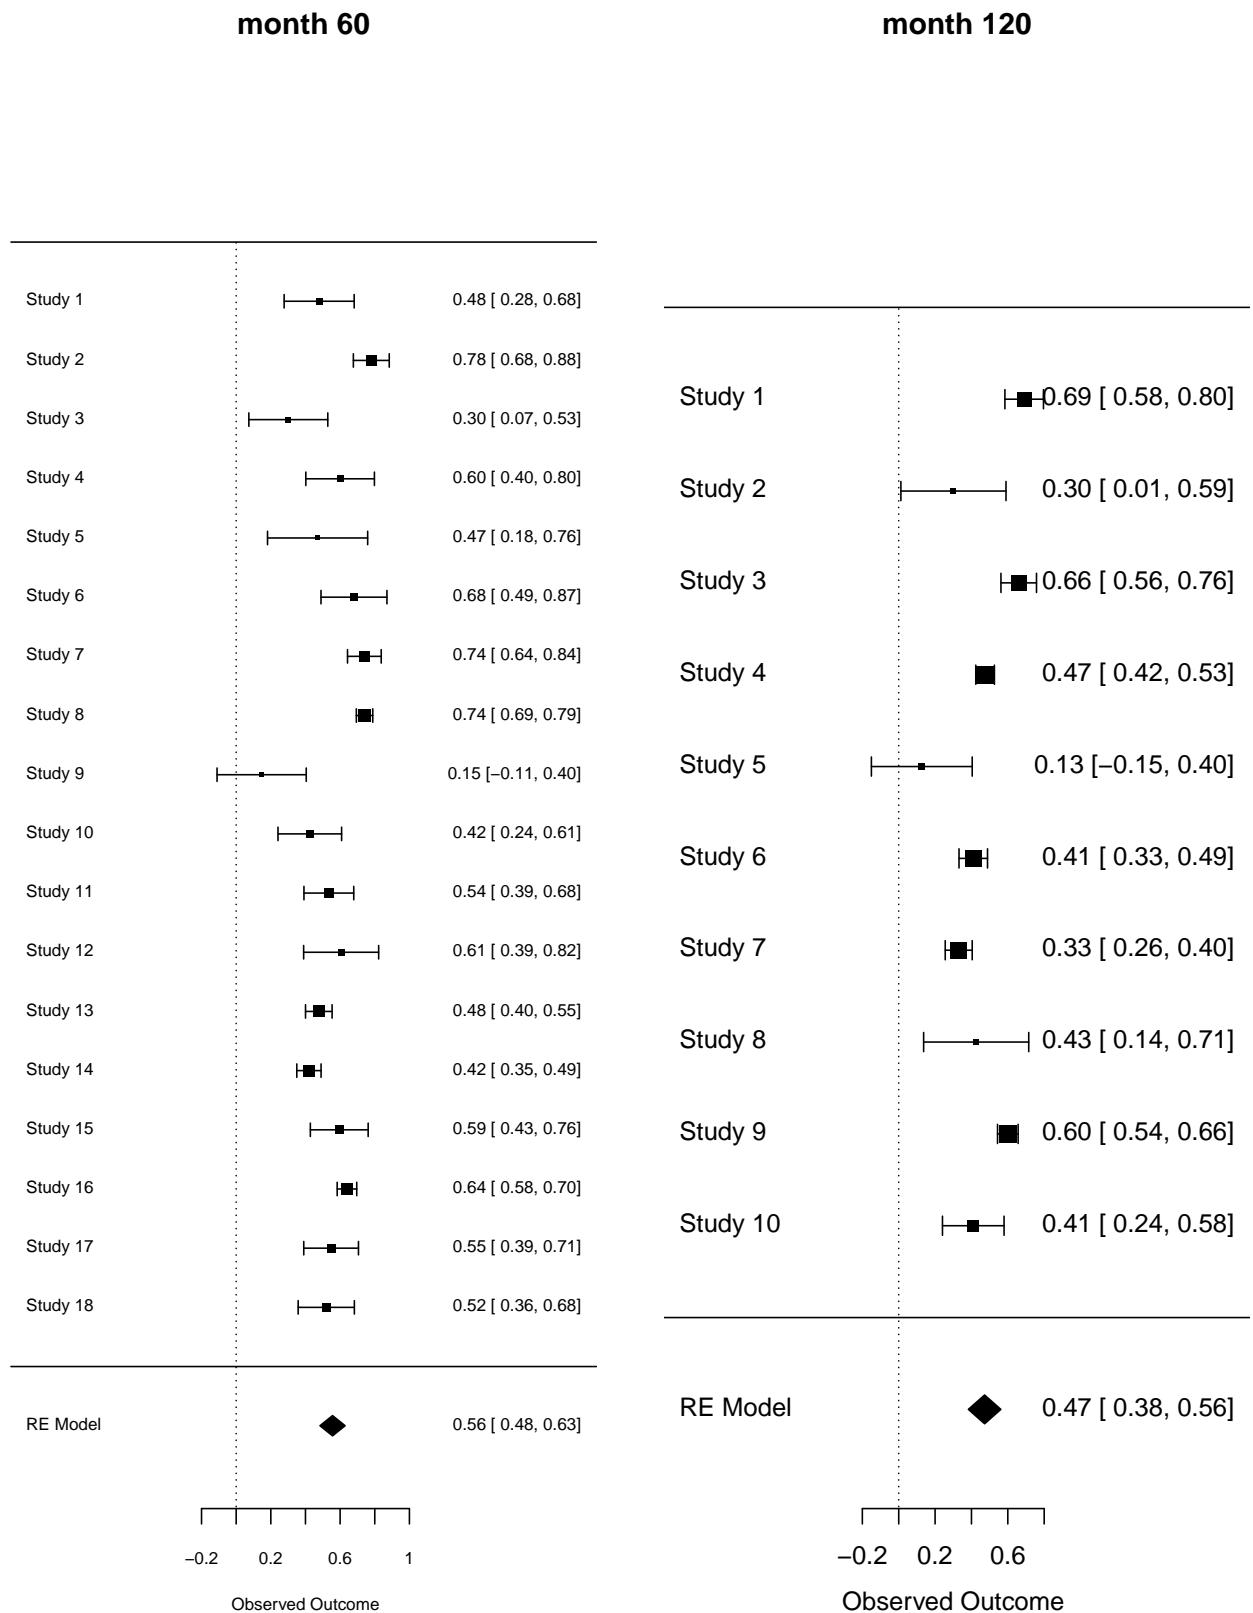 month 60
Study 1 0.48 [ 0.28, 0.68]
Study 2 0.78 [ 0.68, 0.88]
Study 3 0.30 [ 0.07, 0.53]
Study 4 0.60 [ 0.40, 0.80]
Study 5 0.47 [ 0.18, 0.76]
Study 6 0.68 [ 0.49, 0.87]
Study 7 0.74 [ 0.64, 0.84]
Study 8 0.74 [ 0.69, 0.79]
Study 9 0.15 [−0.11, 0.40]
Study 10 0.42 [ 0.24, 0.61]
Study 11 0.54 [ 0.39, 0.68]
Study 12 0.61 [ 0.39, 0.82]
Study 13 0.48 [ 0.40, 0.55]
Study 14 0.42 [ 0.35, 0.49]
Study 15 0.59 [ 0.43, 0.76]
Study 16 0.64 [ 0.58, 0.70]
Study 17 0.55 [ 0.39, 0.71]
Study 18 0.52 [ 0.36, 0.68]
RE Model 0.56 [ 0.48, 0.63]
−0.2 0.2 0.6 1
Observed Outcome
month 120
Study 1 0.69 [ 0.58, 0.80]
Study 2 0.30 [ 0.01, 0.59]
Study 3 0.66 [ 0.56, 0.76]
Study 4 0.47 [ 0.42, 0.53]
Study 5 0.13 [−0.15, 0.40]
Study 6 0.41 [ 0.33, 0.49]
Study 7 0.33 [ 0.26, 0.40]
Study 8 0.43 [ 0.14, 0.71]
Study 9 0.60 [ 0.54, 0.66]
Study 10 0.41 [ 0.24, 0.58]
RE Model 0.47 [ 0.38, 0.56]
−0.2 0.2 0.6
Observed Outcome